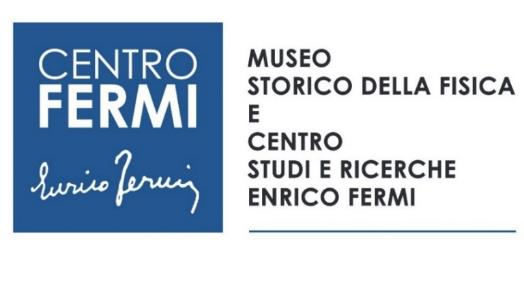 CENTRO
FERMI
Enrico Fermi
MUSEO
STORICO DELLA FISICA
E
CENTRO
STUDI E RICERCHE
ENRICO FERMI